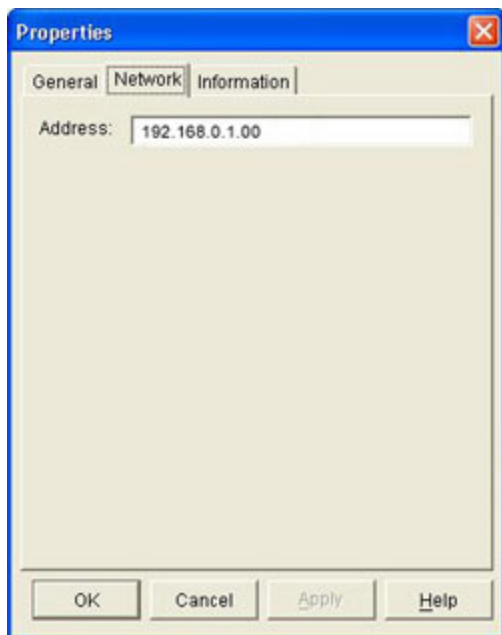 Properties
General Network Information
Address: 192.168.0.1.00
OK Cancel Apply Help